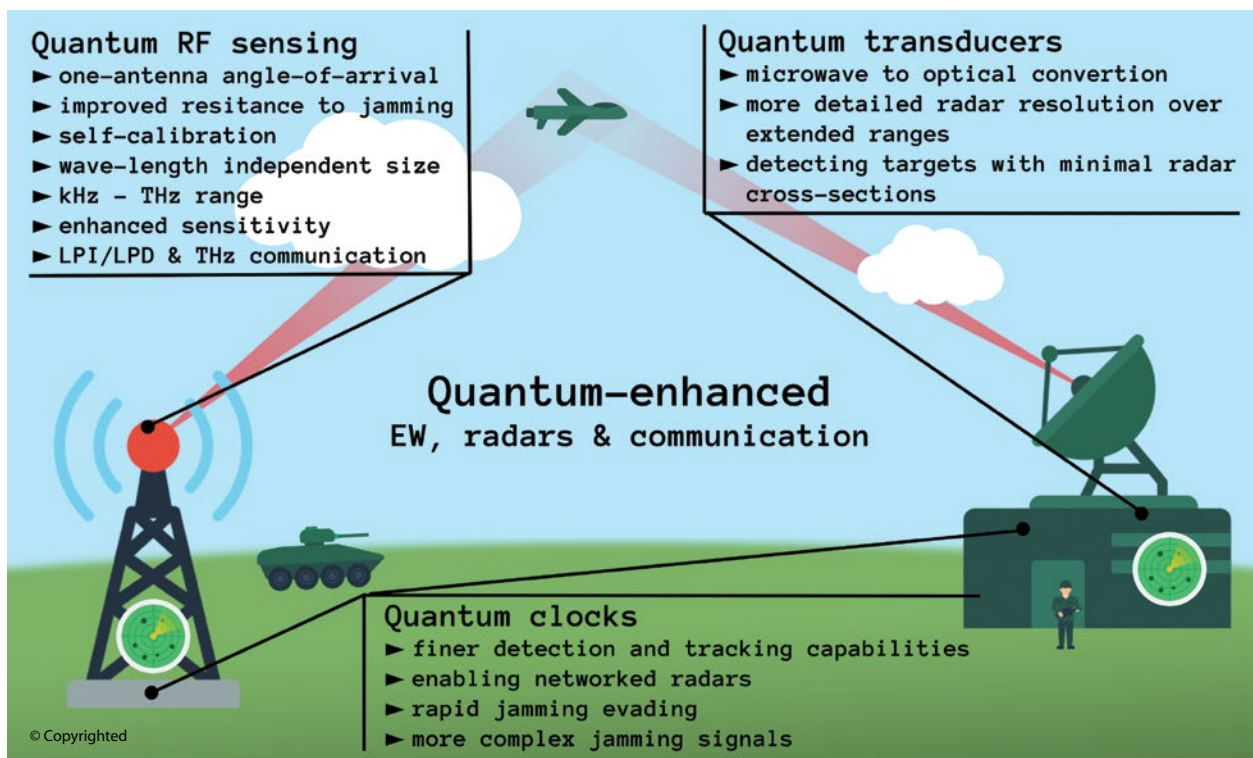 Quantum RF sensing
► one-antenna angle-of-arrival
► improved resitance to jamming
► self-calibration
► wave-length independent size
► kHz - THz range
► enhanced sensitivity
► LPI/LPD & THz communication
Quantum transducers
► microwave to optical convertion
► more detailed radar resolution over
extended ranges
► detecting targets with minimal radar
cross-sections
Quantum-enhanced
EW, radars & communication
Quantum clocks
► finer detection and tracking capabilities
► enabling networked radars
► rapid jamming evading
► more complex jamming signals
© Copyrighted